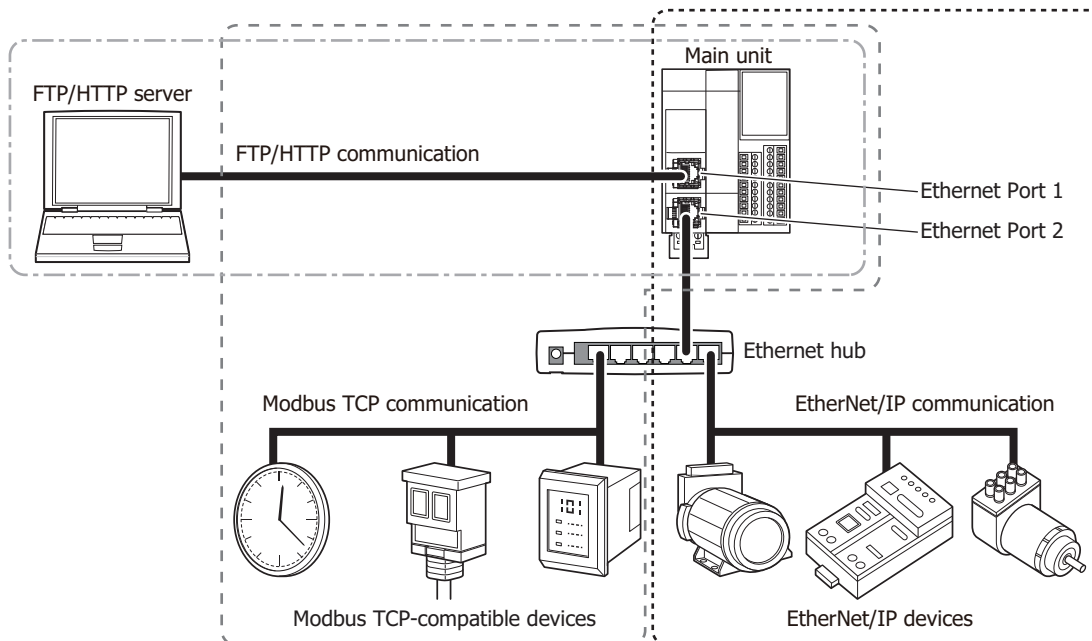 Main unit
FTP/HTTP server
FTP/HTTP communication
Ethernet Port 1
Ethernet Port 2
Ethernet hub
Modbus TCP communication
EtherNet/IP communication
101
Modbus TCP-compatible devices
EtherNet/IP devices